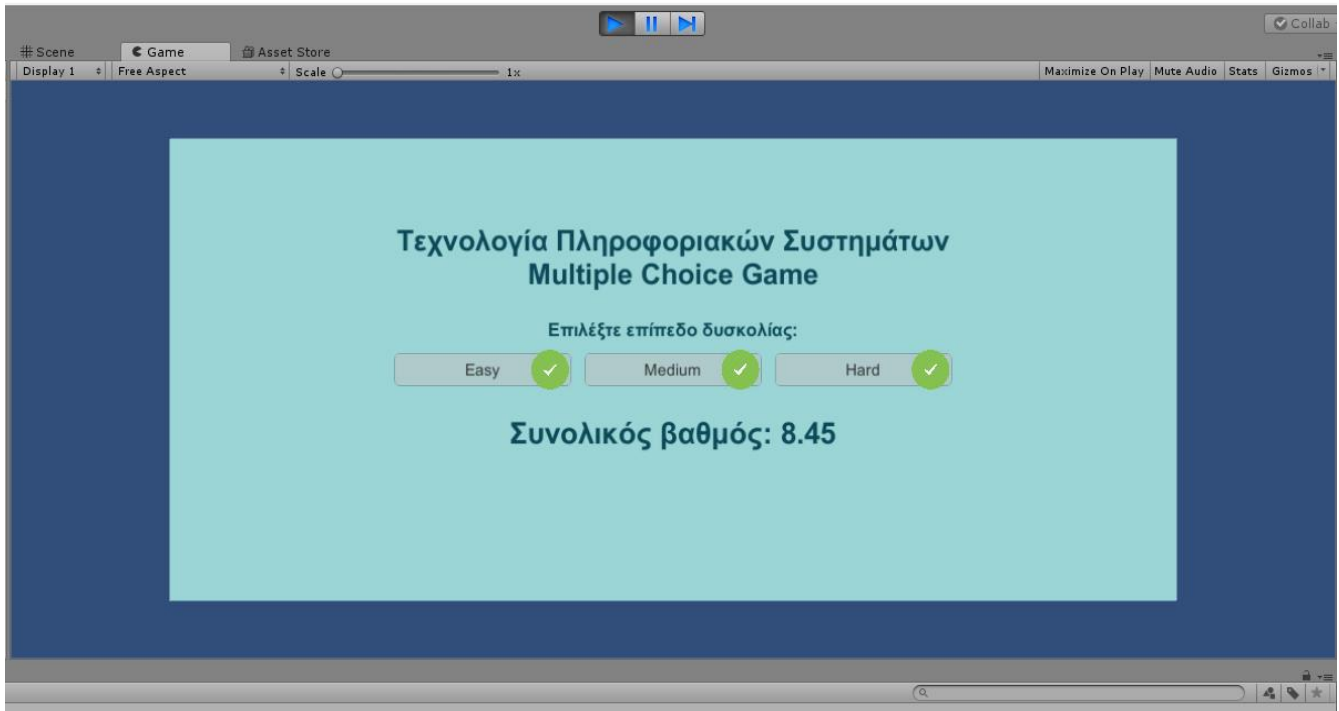 Collab
Scene Game Asset Store
Display 1 Free Aspect Scale 1x Maximize On Play Mute Audio Stats Gizmos
Τεχνολογία Πληροφοριακών Συστημάτων
Multiple Choice Game
Επιλέξτε επίπεδο δυσκολίας:
Easy Medium Hard
Συνολικός βαθμός: 8.45